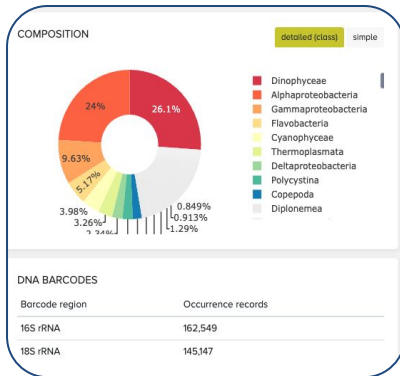 COMPOSITION
detailed (class) simple
Dinophyceae
Alphaproteobacteria
Gammaproteobacteria
Flavobacteria
Cyanophyceae
Thermoplasmata
Deltaproteobacteria
Polycystina
Copepoda
Diplonemea
24%
26.1%
9.63%
5.17%
3.98%
3.26%
2.34%
0.849%
0.913%
1.29%
DNA BARCODES
Barcode region Occurrence records
16S rRNA 162,549
18S rRNA 145,147